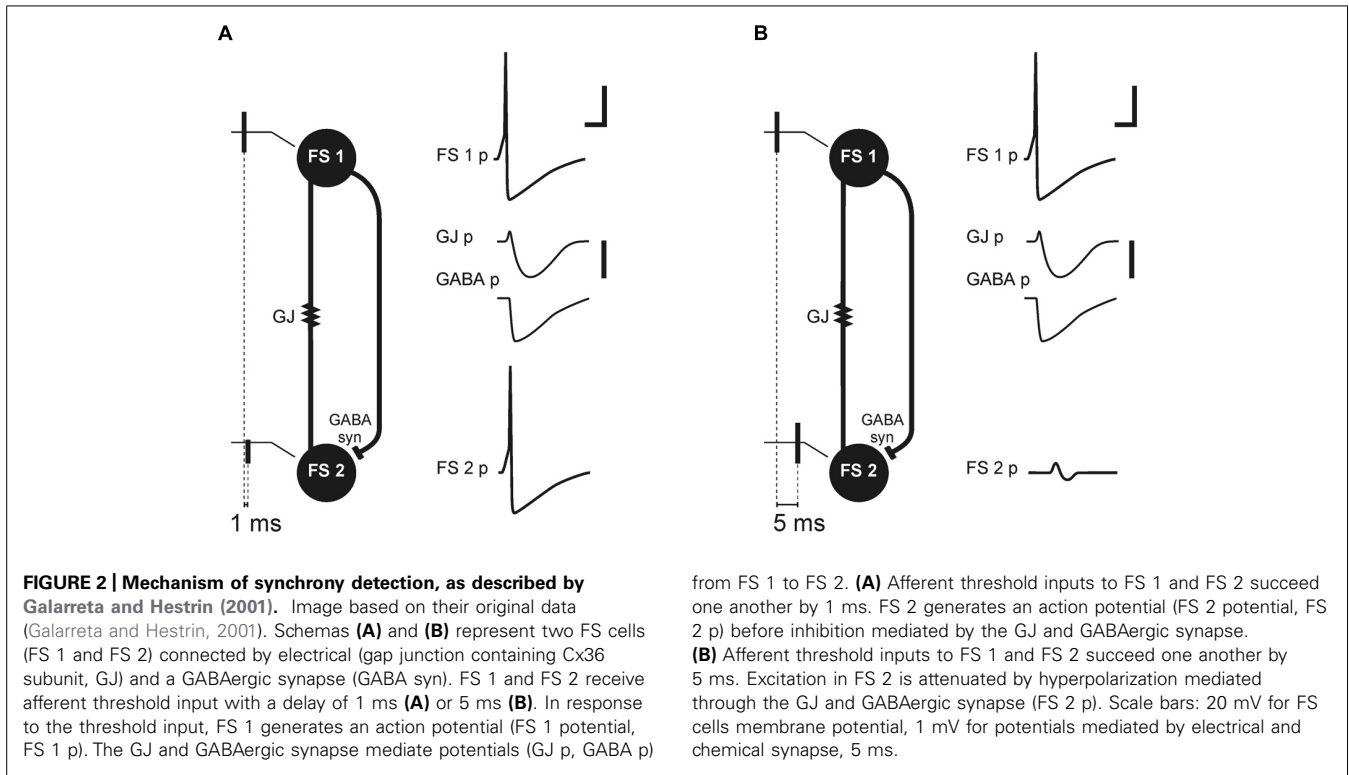 A
FS 1
FS 1 p
GJ p
GABA p
GJ
GABA
syn
FS 2
FS 2 p
1 ms
B
FS 1
FS 1 p
GJ p
GABA p
GJ
GABA
syn
FS 2
FS 2 p
5 ms
FIGURE 2 | Mechanism of synchrony detection, as described by
Galarreta and Hestrin (2001). Image based on their original data
(Galarreta and Hestrin, 2001). Schemas (A) and (B) represent two FS cells
(FS 1 and FS 2) connected by electrical (gap junction containing Cx36
subunit, GJ) and a GABAergic synapse (GABA syn). FS 1 and FS 2 receive
afferent threshold input with a delay of 1 ms (A) or 5 ms (B). In response
to the threshold input, FS 1 generates an action potential (FS 1 potential,
FS 1 p). The GJ and GABAergic synapse mediate potentials (GJ p, GABA p)
from FS 1 to FS 2. (A) Afferent threshold inputs to FS 1 and FS 2 succeed
one another by 1 ms. FS 2 generates an action potential (FS 2 potential, FS
2 p) before inhibition mediated by the GJ and GABAergic synapse.
(B) Afferent threshold inputs to FS 1 and FS 2 succeed one another by
5 ms. Excitation in FS 2 is attenuated by hyperpolarization mediated
through the GJ and GABAergic synapse (FS 2 p). Scale bars: 20 mV for FS
cells membrane potential, 1 mV for potentials mediated by electrical and
chemical synapse, 5 ms.